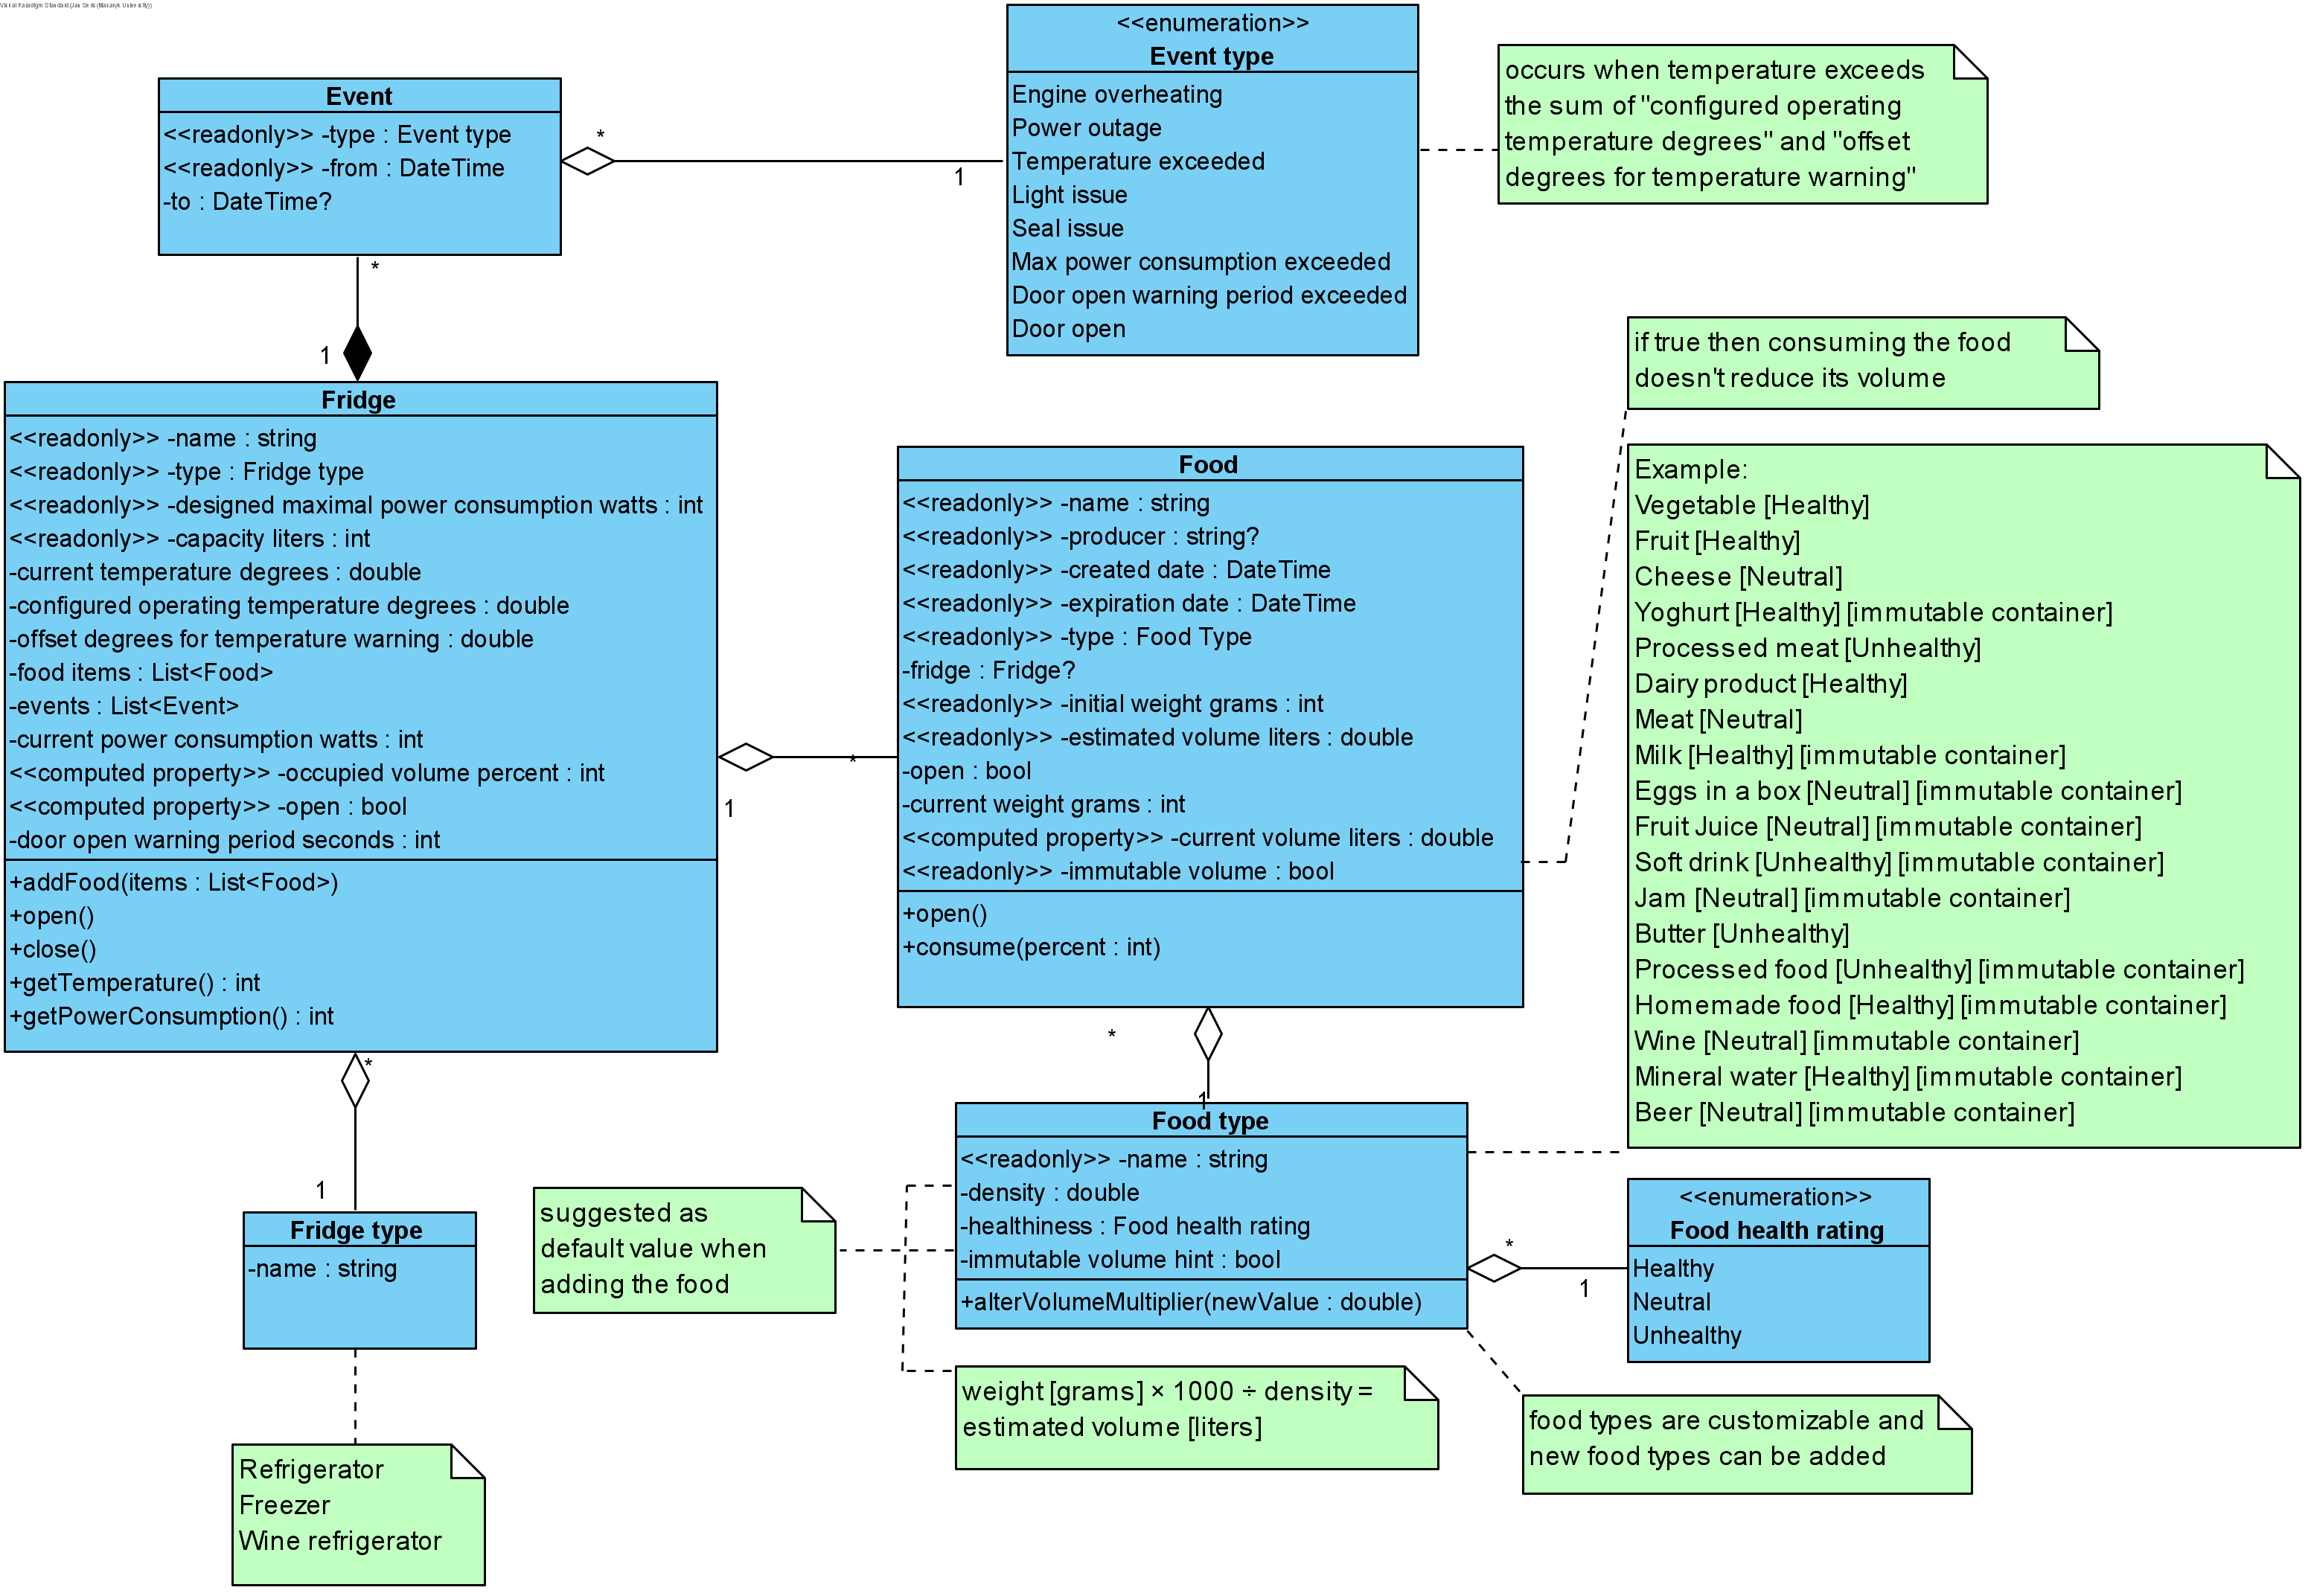 Visual Paradigm Standard (Jan Serts (Masaryk University))
<<enumeration>>
Event type
Engine overheating
Power outage
Temperature exceeded
Light issue
Seal issue
Max power consumption exceeded
Door open warning period exceeded
Door open
occurs when temperature exceeds
the sum of "configured operating
temperature degrees" and "offset
degrees for temperature warning"
Event
<<readonly>> -type : Event type
<<readonly>> -from : DateTime
-to : DateTime?
*
1
*
1
if true then consuming the food
doesn't reduce its volume
Fridge
<<readonly>> -name : string
<<readonly>> -type : Fridge type
<<readonly>> -designed maximal power consumption watts : int
<<readonly>> -capacity liters : int
-current temperature degrees : double
-configured operating temperature degrees : double
-offset degrees for temperature warning : double
-food items : List<Food>
-events : List<Event>
-current power consumption watts : int
<<computed property>> -occupied volume percent : int
<<computed property>> -open : bool
-door open warning period seconds : int
+addFood(items : List<Food>)
+open()
+close()
+getTemperature() : int
+getPowerConsumption() : int
*
1
Food
<<readonly>> -name : string
<<readonly>> -producer : string?
<<readonly>> -created date : DateTime
<<readonly>> -expiration date : DateTime
<<readonly>> -type : Food Type
-fridge : Fridge?
<<readonly>> -initial weight grams : int
<<readonly>> -estimated volume liters : double
-open : bool
-current weight grams : int
<<computed property>> -current volume liters : double
<<readonly>> -immutable volume : bool
+open()
+consume(percent : int)
Example:
Vegetable [Healthy]
Fruit [Healthy]
Cheese [Neutral]
Yoghurt [Healthy] [immutable container]
Processed meat [Unhealthy]
Dairy product [Healthy]
Meat [Neutral]
Milk [Healthy] [immutable container]
Eggs in a box [Neutral] [immutable container]
Fruit Juice [Neutral] [immutable container]
Soft drink [Unhealthy] [immutable container]
Jam [Neutral] [immutable container]
Butter [Unhealthy]
Processed food [Unhealthy] [immutable container]
Homemade food [Healthy] [immutable container]
Wine [Neutral] [immutable container]
Mineral water [Healthy] [immutable container]
Beer [Neutral] [immutable container]
*
1
*
1
Fridge type
-name : string
Refrigerator
Freezer
Wine refrigerator
suggested as
default value when
adding the food
Food type
<<readonly>> -name : string
-density : double
-healthiness : Food health rating
-immutable volume hint : bool
+alterVolumeMultiplier(newValue : double)
*
1
<<enumeration>>
Food health rating
Healthy
Neutral
Unhealthy
weight [grams] × 1000 ÷ density =
estimated volume [liters]
food types are customizable and
new food types can be added